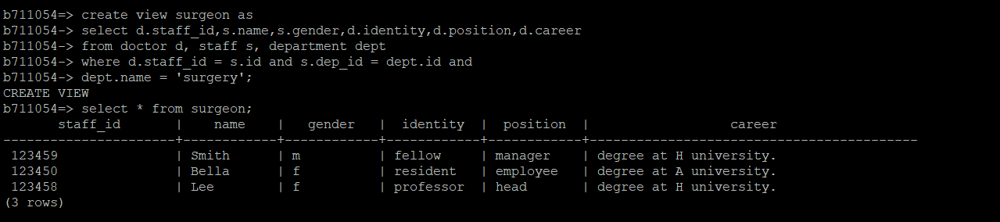 b711054=> create view surgeon as
b711054-> select d.staff_id,s.name,s.gender,d.identity,d.position,d.career
b711054-> from doctor d, staff s, department dept
b711054-> where d.staff_id = s.id and s.dep_id = dept.id and
b711054-> dept.name = 'surgery';
CREATE VIEW
b711054=> select * from surgeon;
       staff_id       |    name    |   gender   |  identity  |  position  |                  career
----------------------+------------+------------+------------+------------+------------------------------------------
 123459               | Smith      | m          | fellow     | manager    | degree at H university.
 123450               | Bella      | f          | resident   | employee   | degree at A university.
 123458               | Lee        | f          | professor  | head       | degree at H university.
(3 rows)